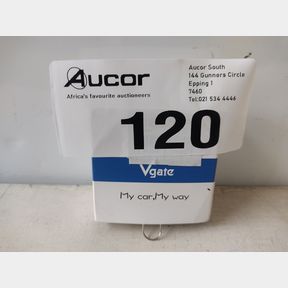 Aucor
Africa's favourite auctioneers
Aucor South
144 Gunners Circle
Epping 1
7460
Tel:021 534 4446
120
Vgate
My car,My way